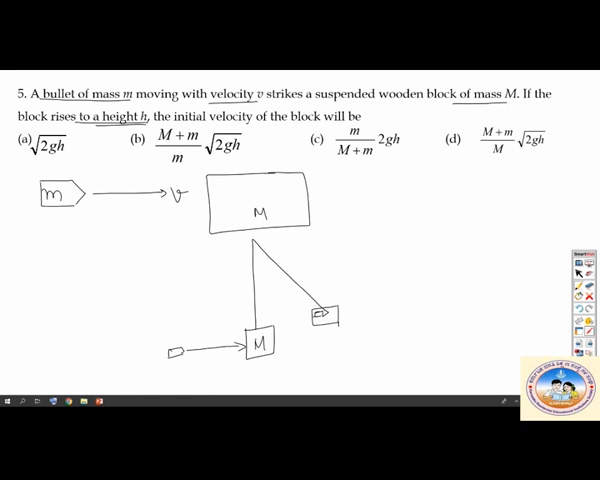 5. A bullet of mass m moving with velocity v strikes a suspended wooden block of mass M. If the
block rises to a height h, the initial velocity of the block will be
(a) √2gh (b) M + m / m √2gh (c) m / M + m 2gh (d) M + m / M √2gh
m v M
M